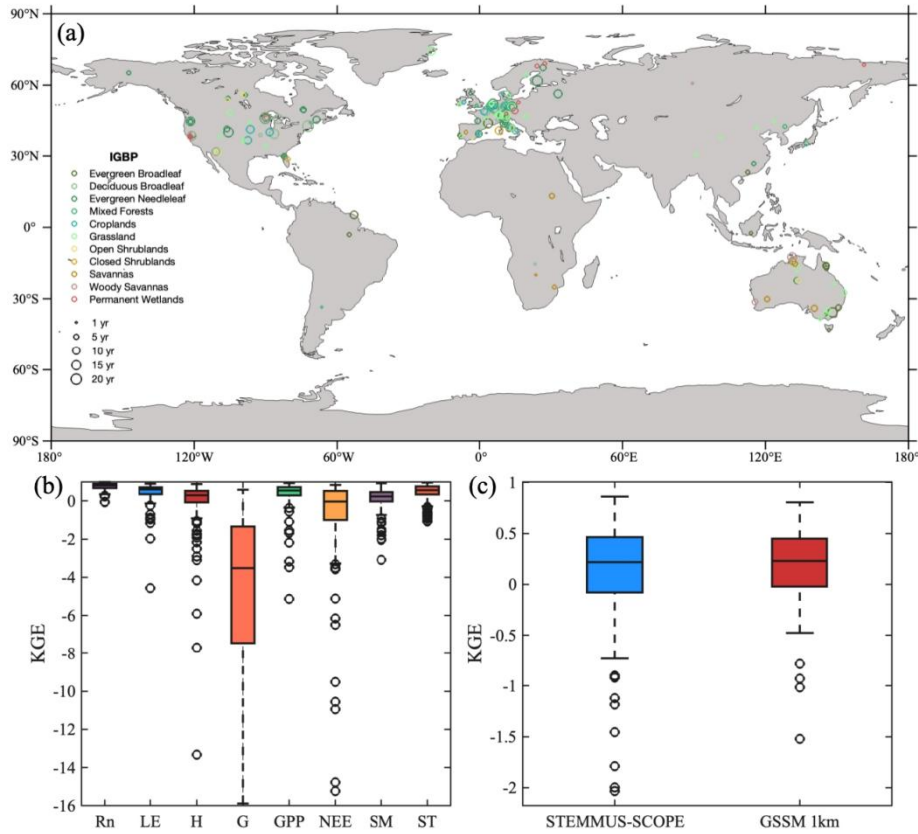 90°N
(a)
60°N
30°N
0°
30°S
60°S
90°S
180°
120°W
60°W
0°
60°E
120°E
180°
IGBP
Evergreen Broadleaf
Deciduous Broadleaf
Evergreen Needleleaf
Mixed Forests
Croplands
Grassland
Open Shrublands
Closed Shrublands
Savannas
Woody Savannas
Permanent Wetlands
1 yr
5 yr
10 yr
15 yr
20 yr
(b)
KGE
0
-2
-4
-6
-8
-10
-12
-14
-16
Rn LE H G GPP NEE SM ST
(c)
KGE
1
0.5
0
-0.5
-1
-1.5
-2
STEMMUS-SCOPE GSSM 1km